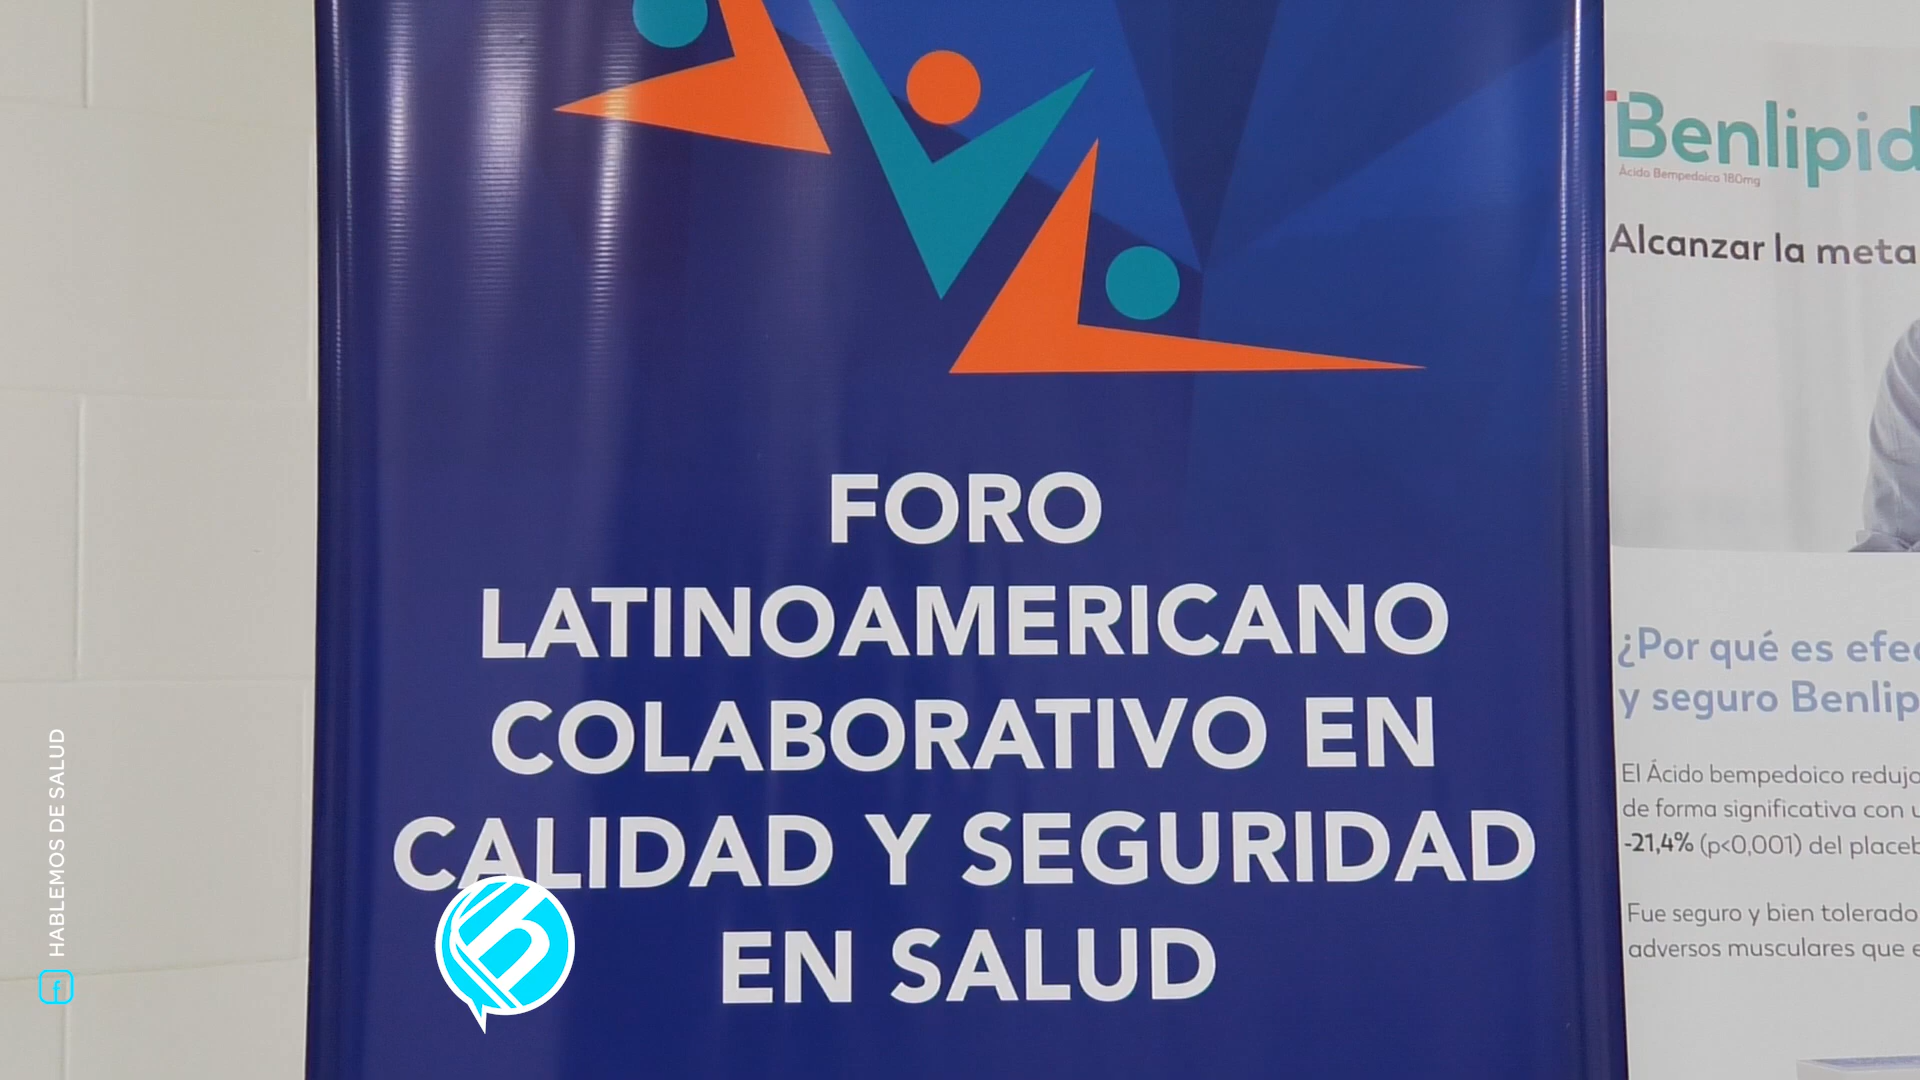 FORO
LATINOAMERICANO
COLABORATIVO EN
CALIDAD Y SEGURIDAD
EN SALUD
Benlipid
Ácido Bempedoico 180mg
Alcanzar la meta
¿Por qué es efec
y seguro Benlip
El Ácido bempedoico redujo
de forma significativa con u
-21,4% (p<0,001) del placeb
Fue seguro y bien tolerado
adversos musculares que e
HABLEMOS DE SALUD